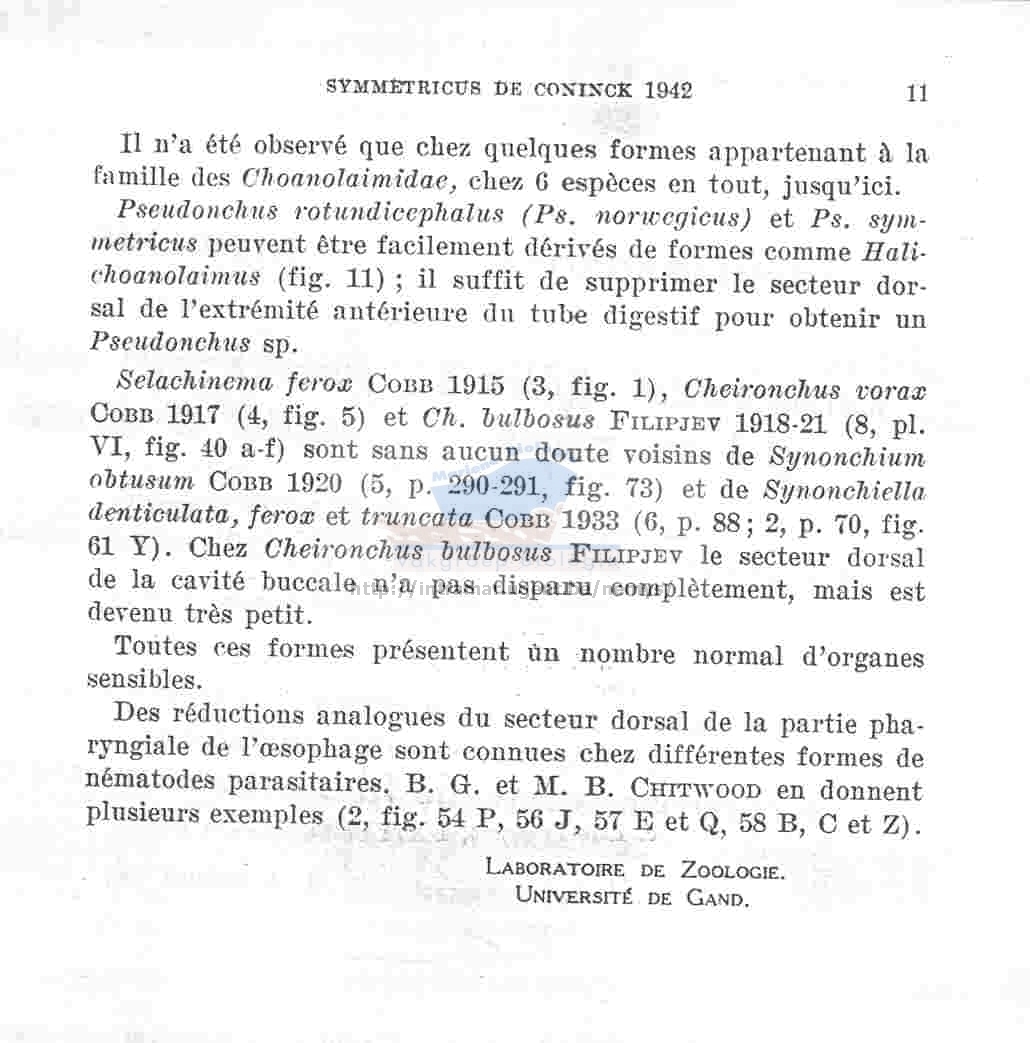 SYMMETRICUS DE CONINCK 1942 11
Il n'a été observé que chez quelques formes appartenant à la
famille des Choanolaimidae, chez 6 espèces en tout, jusqu'ici.
Pseudonchus rotundicephalus (Ps. norwegicus) et Ps. sym-
metricus peuvent être facilement dérivés de formes comme Hali-
choanolaimus (fig. 11) ; il suffit de supprimer le secteur dor-
sal de l'extrémité antérieure du tube digestif pour obtenir un
Pseudonchus sp.
Selachinema ferox COBB 1915 (3, fig. 1), Cheironchus vorax
COBB 1917 (4, fig. 5) et Ch. bulbosus FILIPJEV 1918-21 (8, pl.
VI, fig. 40 a-f) sont sans aucun doute voisins de Synonchium
obtusum COBB 1920 (5, p. 290-291, fig. 73) et de Synonchiella
denticulata, ferox et truncata COBB 1933 (6, p. 88 ; 2, p. 70, fig.
61 Y). Chez Cheironchus bulbosus FILIPJEV le secteur dorsal
de la cavité buccale n'a pas disparu complètement, mais est
devenu très petit.
Toutes ces formes présentent un nombre normal d'organes
sensibles.
Des réductions analogues du secteur dorsal de la partie pha-
ryngiale de l'œsophage sont connues chez différentes formes de
nématodes parasitaires. B. G. et M. B. CHITWOOD en donnent
plusieurs exemples (2, fig. 54 P, 56 J, 57 E et Q, 58 B, C et Z).
LABORATOIRE DE ZOOLOGIE.
UNIVERSITÉ DE GAND.